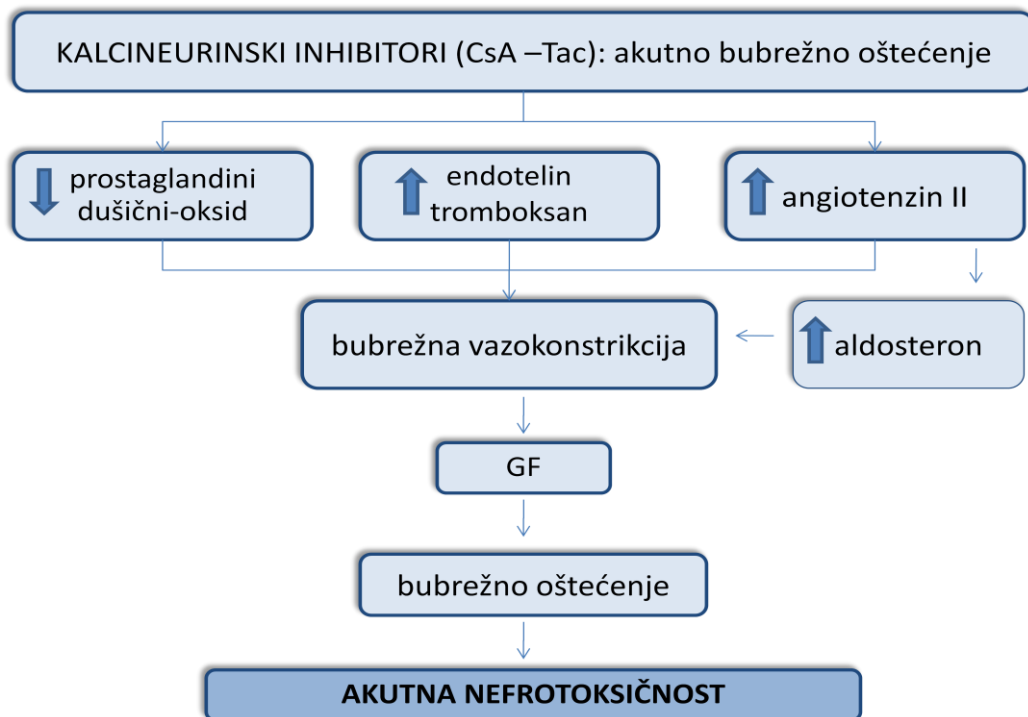 KALCINEURINSKI INHIBITORI (CsA –Tac): akutno bubrežno oštećenje
prostaglandini
dušični-oksid
endotelin
tromboksan
angiotenzin II
bubrežna vazokonstrikcija
aldosteron
GF
bubrežno oštećenje
AKUTNA NEFROTOKSIČNOST